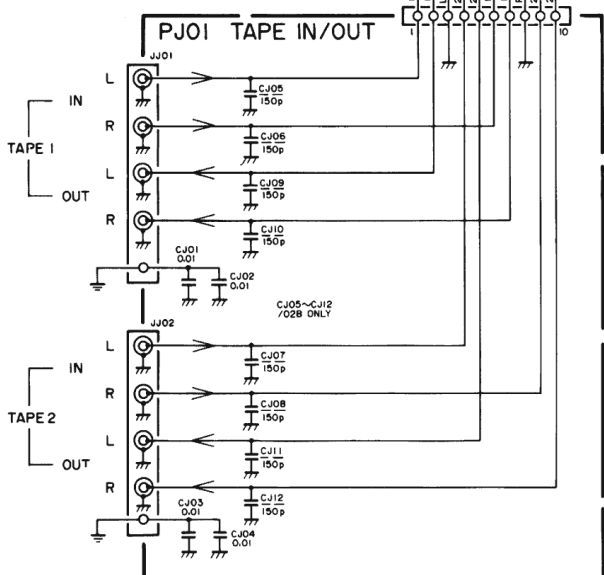 PJ01 TAPE IN/OUT
1
10
JJ01
L
IN
R
TAPE 1
L
OUT
R
CJ05
150p
CJ06
150p
CJ09
150p
CJ10
150p
CJ01
0.01
CJ02
0.01
CJ05~CJ12
/02B ONLY
JJ02
L
IN
R
TAPE 2
L
OUT
R
CJ07
150p
CJ08
150p
CJ11
150p
CJ12
150p
CJ03
0.01
CJ04
0.01